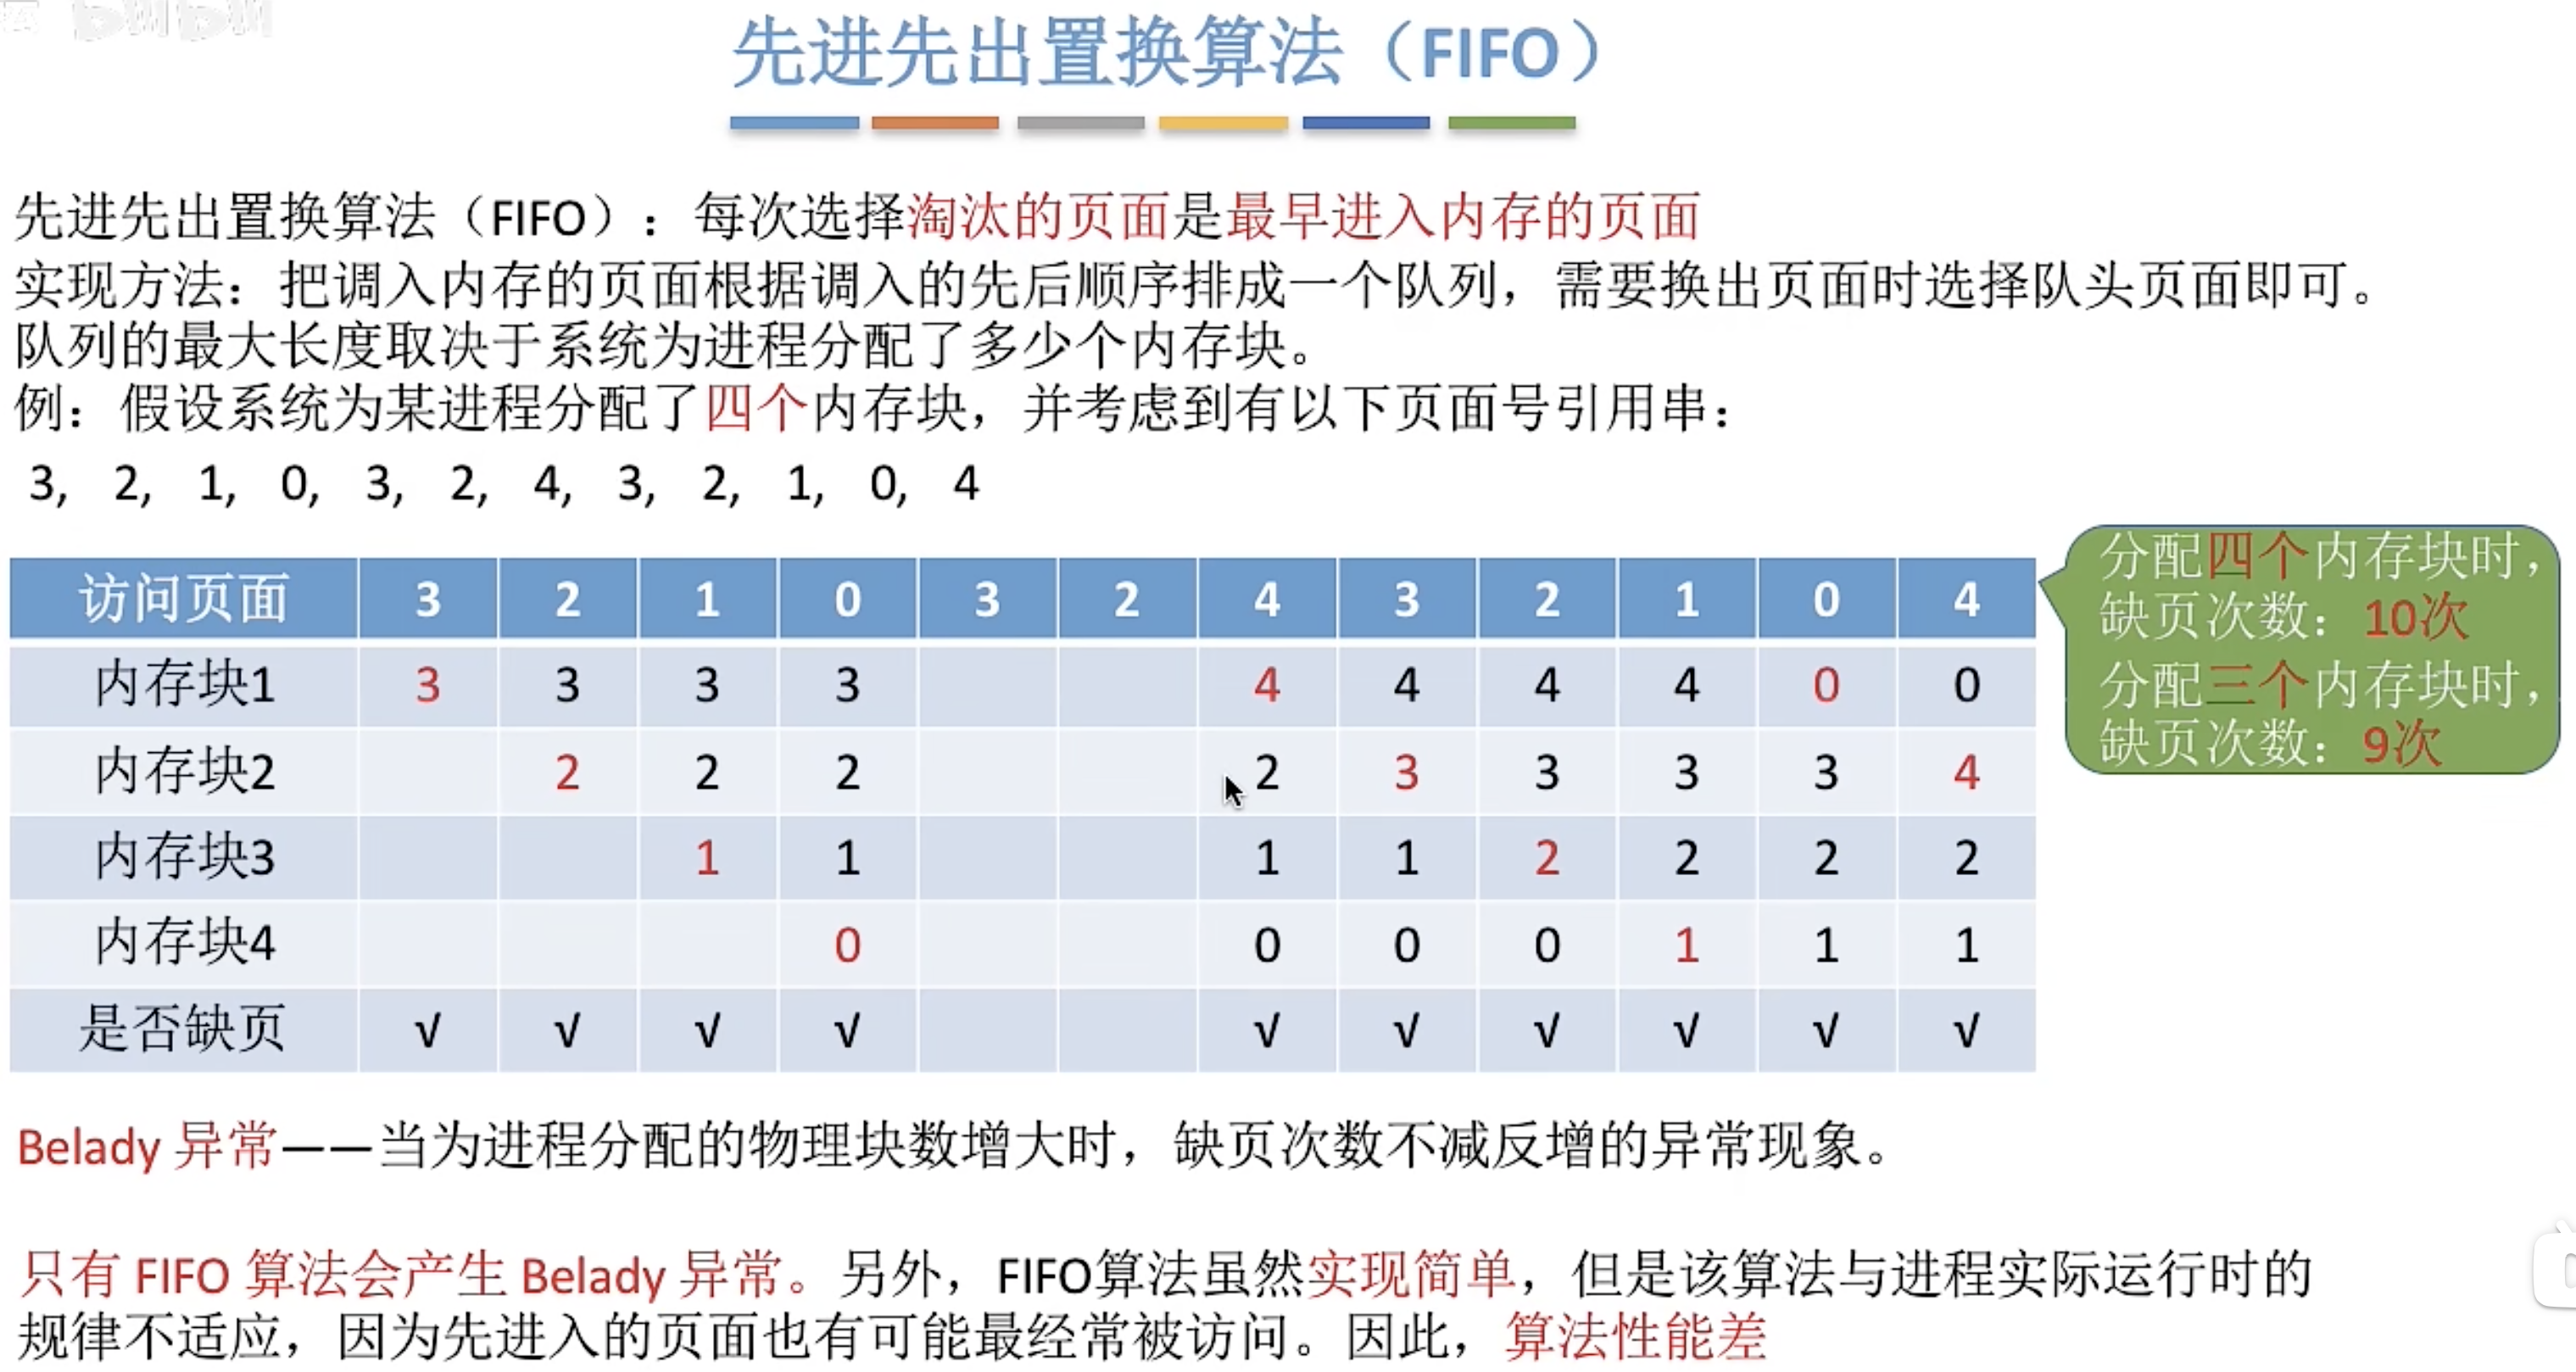 先进先出置换算法（FIFO）
先进先出置换算法（FIFO）：每次选择淘汰的页面是最早进入内存的页面
实现方法：把调入内存的页面根据调入的先后顺序排成一个队列，需要换出页面时选择队头页面即可。
队列的最大长度取决于系统为进程分配了多少个内存块。
例：假设系统为某进程分配了四个内存块，并考虑到有以下页面号引用串：
3, 2, 1, 0, 3, 2, 4, 3, 2, 1, 0, 4
访问页面 3 2 1 0 3 2 4 3 2 1 0 4
内存块1 3 3 3 3 4 4 4 4 0 0
内存块2 2 2 2 2 3 3 3 3 4
内存块3 1 1 1 1 2 2 2 2
内存块4 0 0 0 0 1 1 1
是否缺页 √ √ √ √ √ √ √ √ √ √
分配四个内存块时，
缺页次数：10次
分配三个内存块时，
缺页次数：9次
Belady 异常——当为进程分配的物理块数增大时，缺页次数不减反增的异常现象。
只有 FIFO 算法会产生 Belady 异常。另外，FIFO算法虽然实现简单，但是该算法与进程实际运行时的
规律不适应，因为先进入的页面也有可能最经常被访问。因此，算法性能差